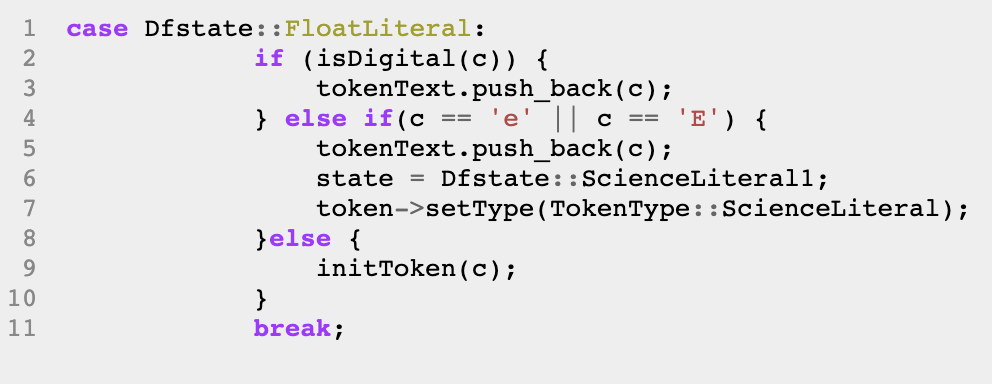 1 case Dfstate::FloatLiteral:
2 if (isDigital(c)) {
3 tokenText.push_back(c);
4 } else if(c == 'e' || c == 'E') {
5 tokenText.push_back(c);
6 state = Dfstate::ScienceLiteral1;
7 token->setType(TokenType::ScienceLiteral);
8 }else {
9 initToken(c);
10 }
11 break;